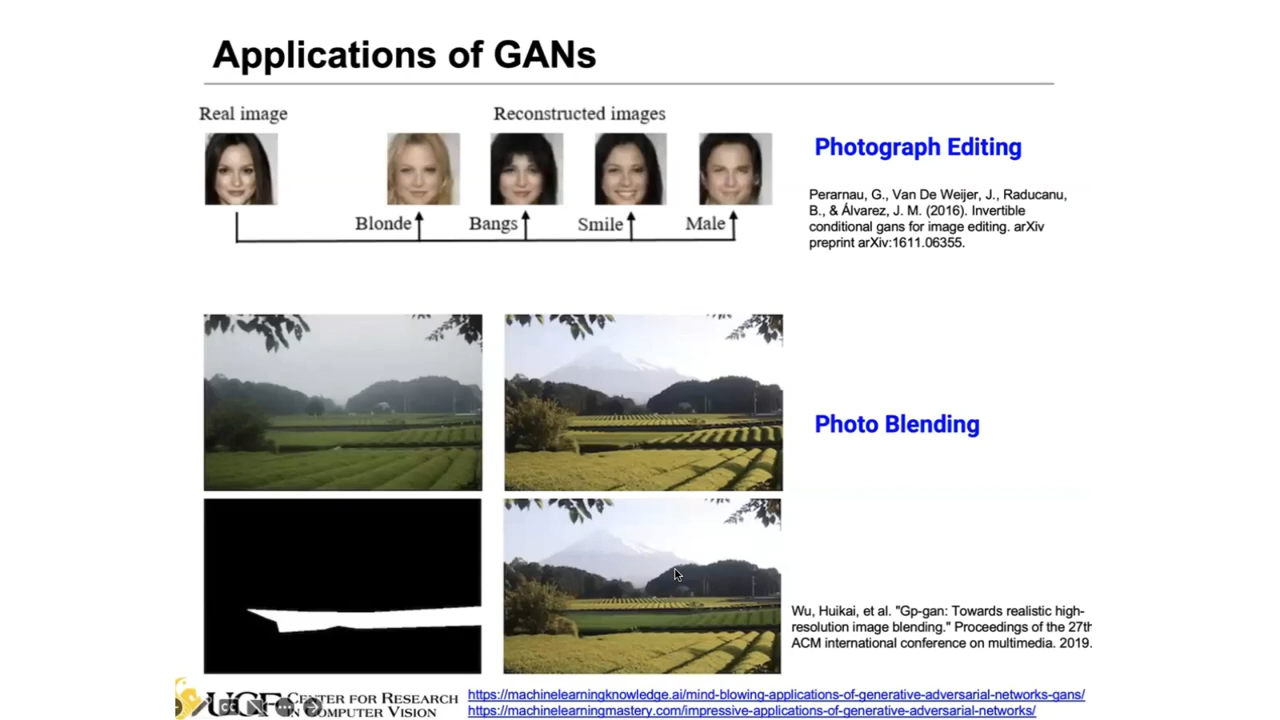 Applications of GANs
Real image
Reconstructed images
Blonde
Bangs
Smile
Male
Photograph Editing
Perarnau, G., Van De Weijer, J., Raducanu,
B., & Álvarez, J. M. (2016). Invertible
conditional gans for image editing. arXiv
preprint arXiv:1611.06355.
Photo Blending
Wu, Huikai, et al. "Gp-gan: Towards realistic high-
resolution image blending." Proceedings of the 27th
ACM international conference on multimedia. 2019.
UCF CENTER FOR RESEARCH
IN COMPUTER VISION
https://machinelearningknowledge.ai/mind-blowing-applications-of-generative-adversarial-networks-gans/
https://machinelearningmastery.com/impressive-applications-of-generative-adversarial-networks/